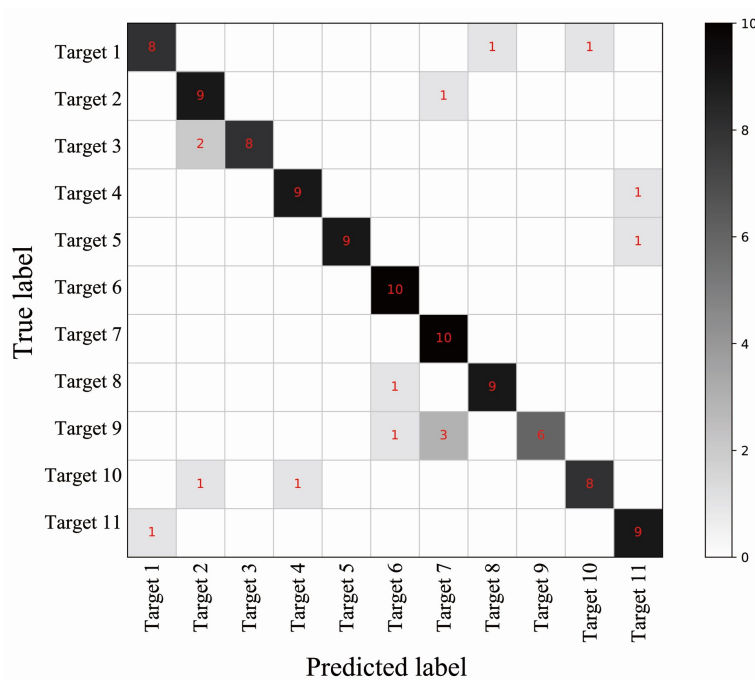 10
Target 1 8 1 1
Target 2 9 1
Target 3 2 8
8
Target 4 9 1
Target 5 9 1
6
Target 6 10
Target 7 10
4
Target 8 1 9
Target 9 1 3 6
2
Target 10 1 1 8
Target 11 1 9
0
Target 1 Target 2 Target 3 Target 4 Target 5 Target 6 Target 7 Target 8 Target 9 Target 10 Target 11
True label
Predicted label